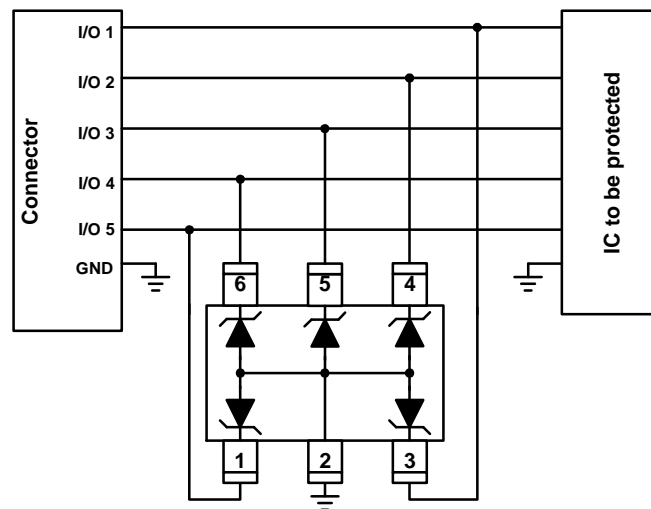 Connector
I/O 1
I/O 2
I/O 3
I/O 4
I/O 5
GND
IC to be protected
6
5
4
1
2
3